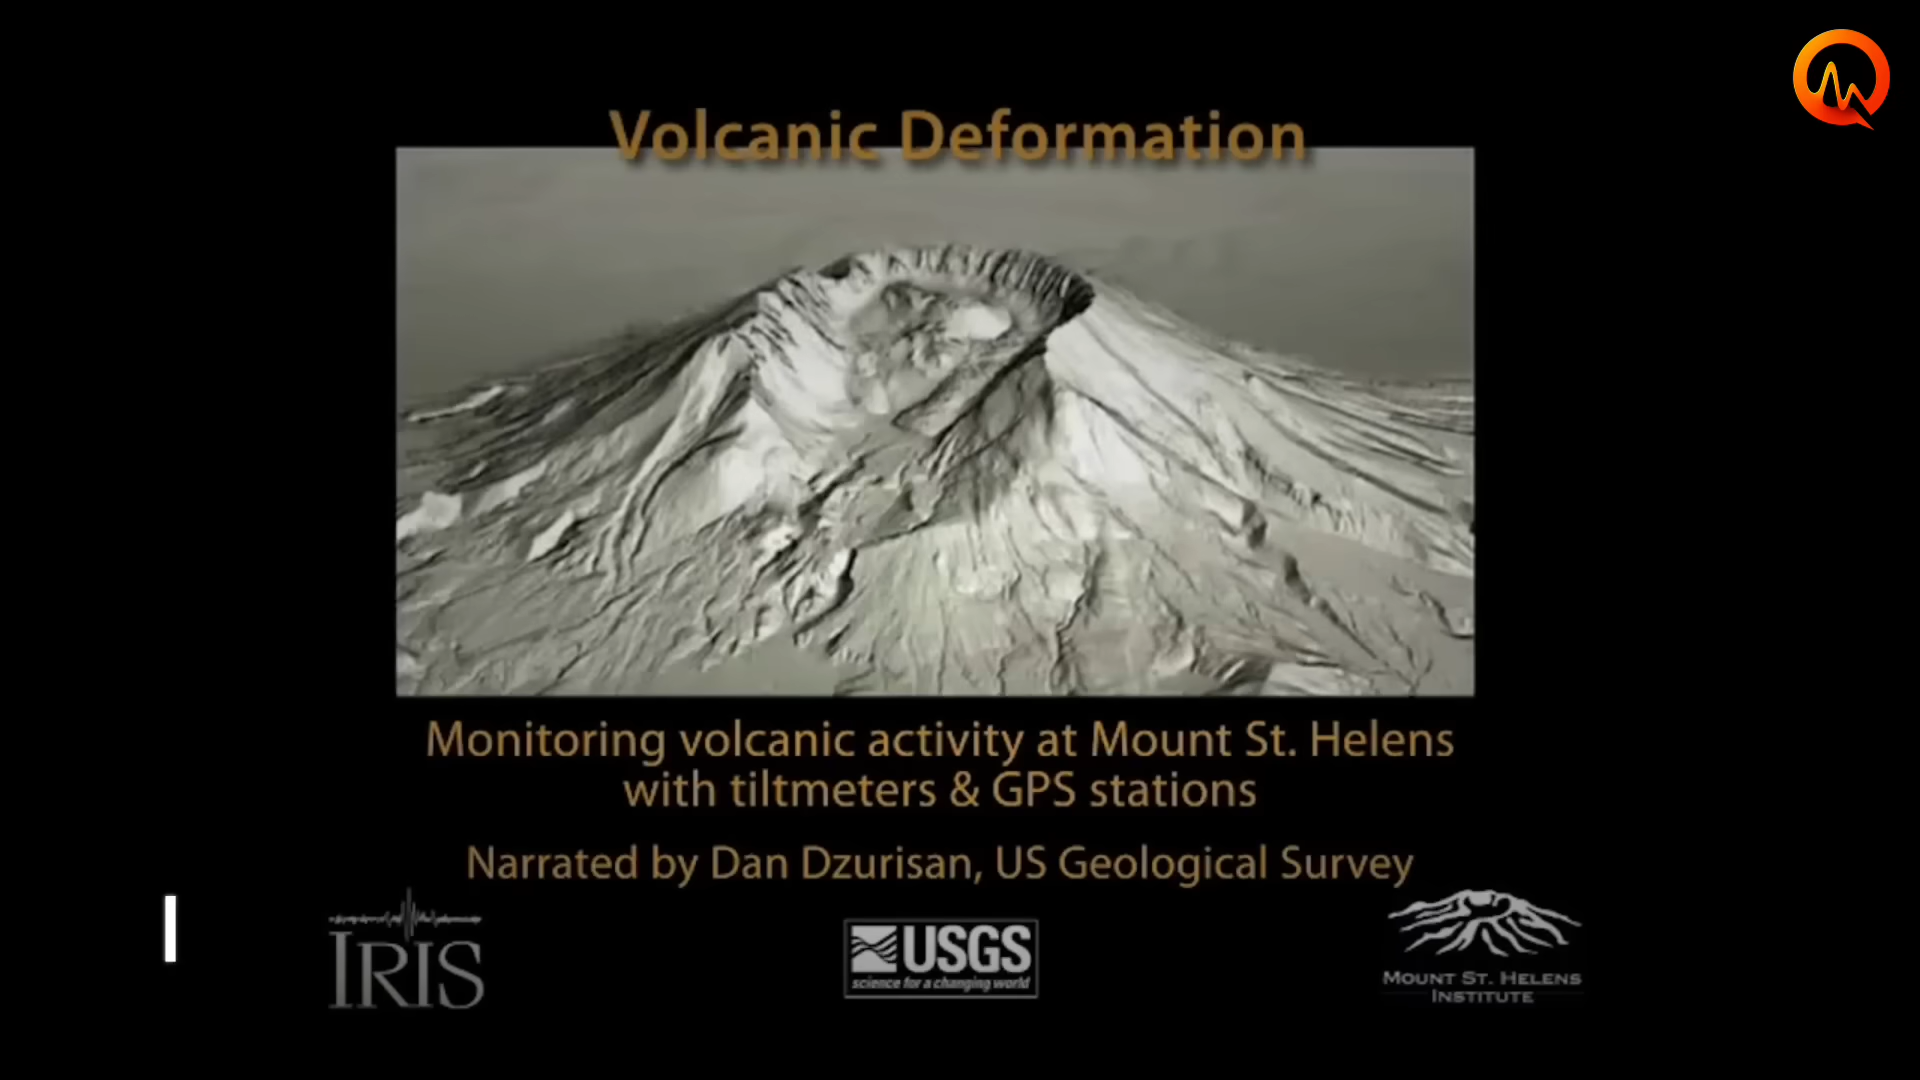 Volcanic Deformation
Monitoring volcanic activity at Mount St. Helens
with tiltmeters & GPS stations
Narrated by Dan Dzurisan, US Geological Survey
IRIS
USGS
science for a changing world
MOUNT ST. HELENS
INSTITUTE